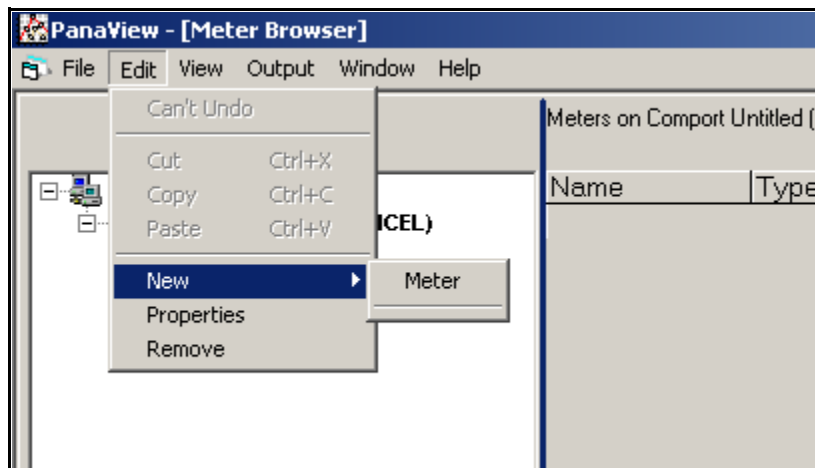 PanaView - [Meter Browser]
File Edit View Output Window Help
Can't Undo
Meters on Comport Untitled (
Cut Ctrl+X
Name Type
Copy Ctrl+C
Paste Ctrl+V
ICEL)
New Meter
Properties
Remove